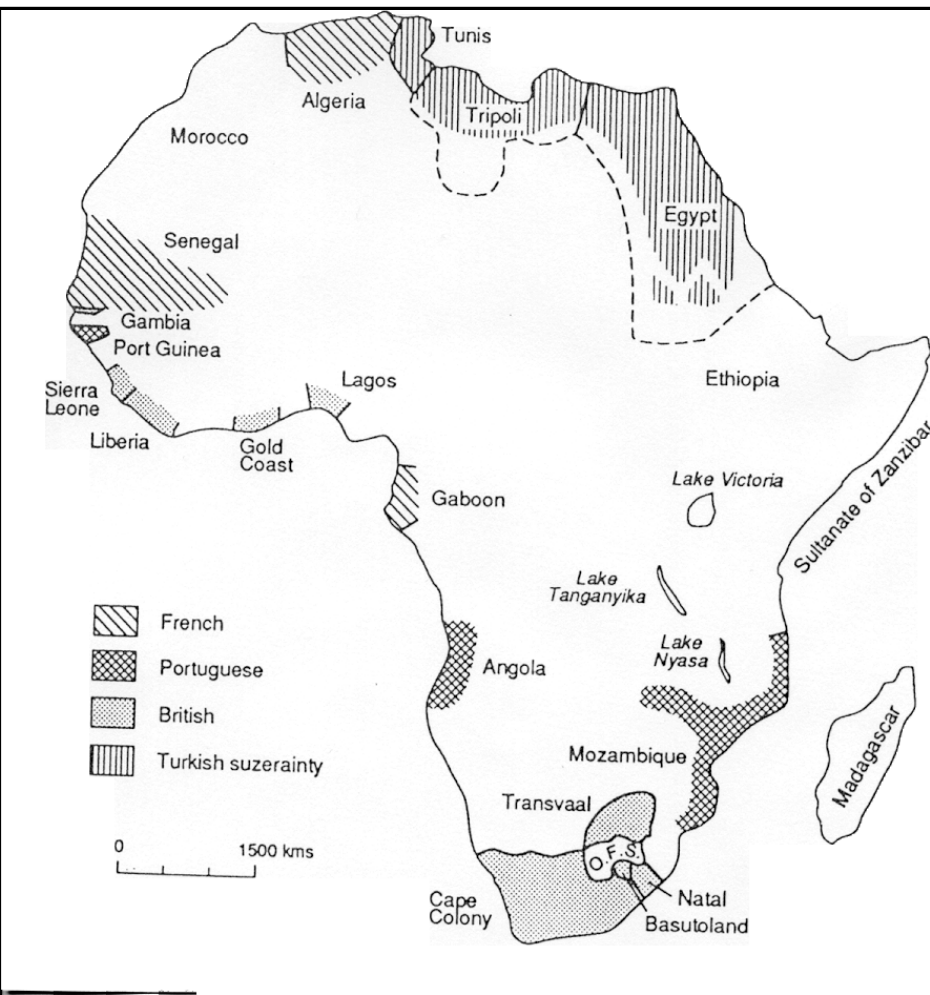 Tunis
Algeria
Tripoli
Morocco
Egypt
Senegal
Gambia
Port Guinea
Ethiopia
Lagos
Sierra
Leone
Liberia
Gold
Coast
Lake Victoria
Sultanate of Zanzibar
Gaboon
Lake
Tanganyika
French
Lake
Nyasa
Portuguese
Angola
British
Mozambique
Turkish suzerainty
Madagascar
Transvaal
0 1500 kms
O.F.S.
Cape
Colony
Natal
Basutoland